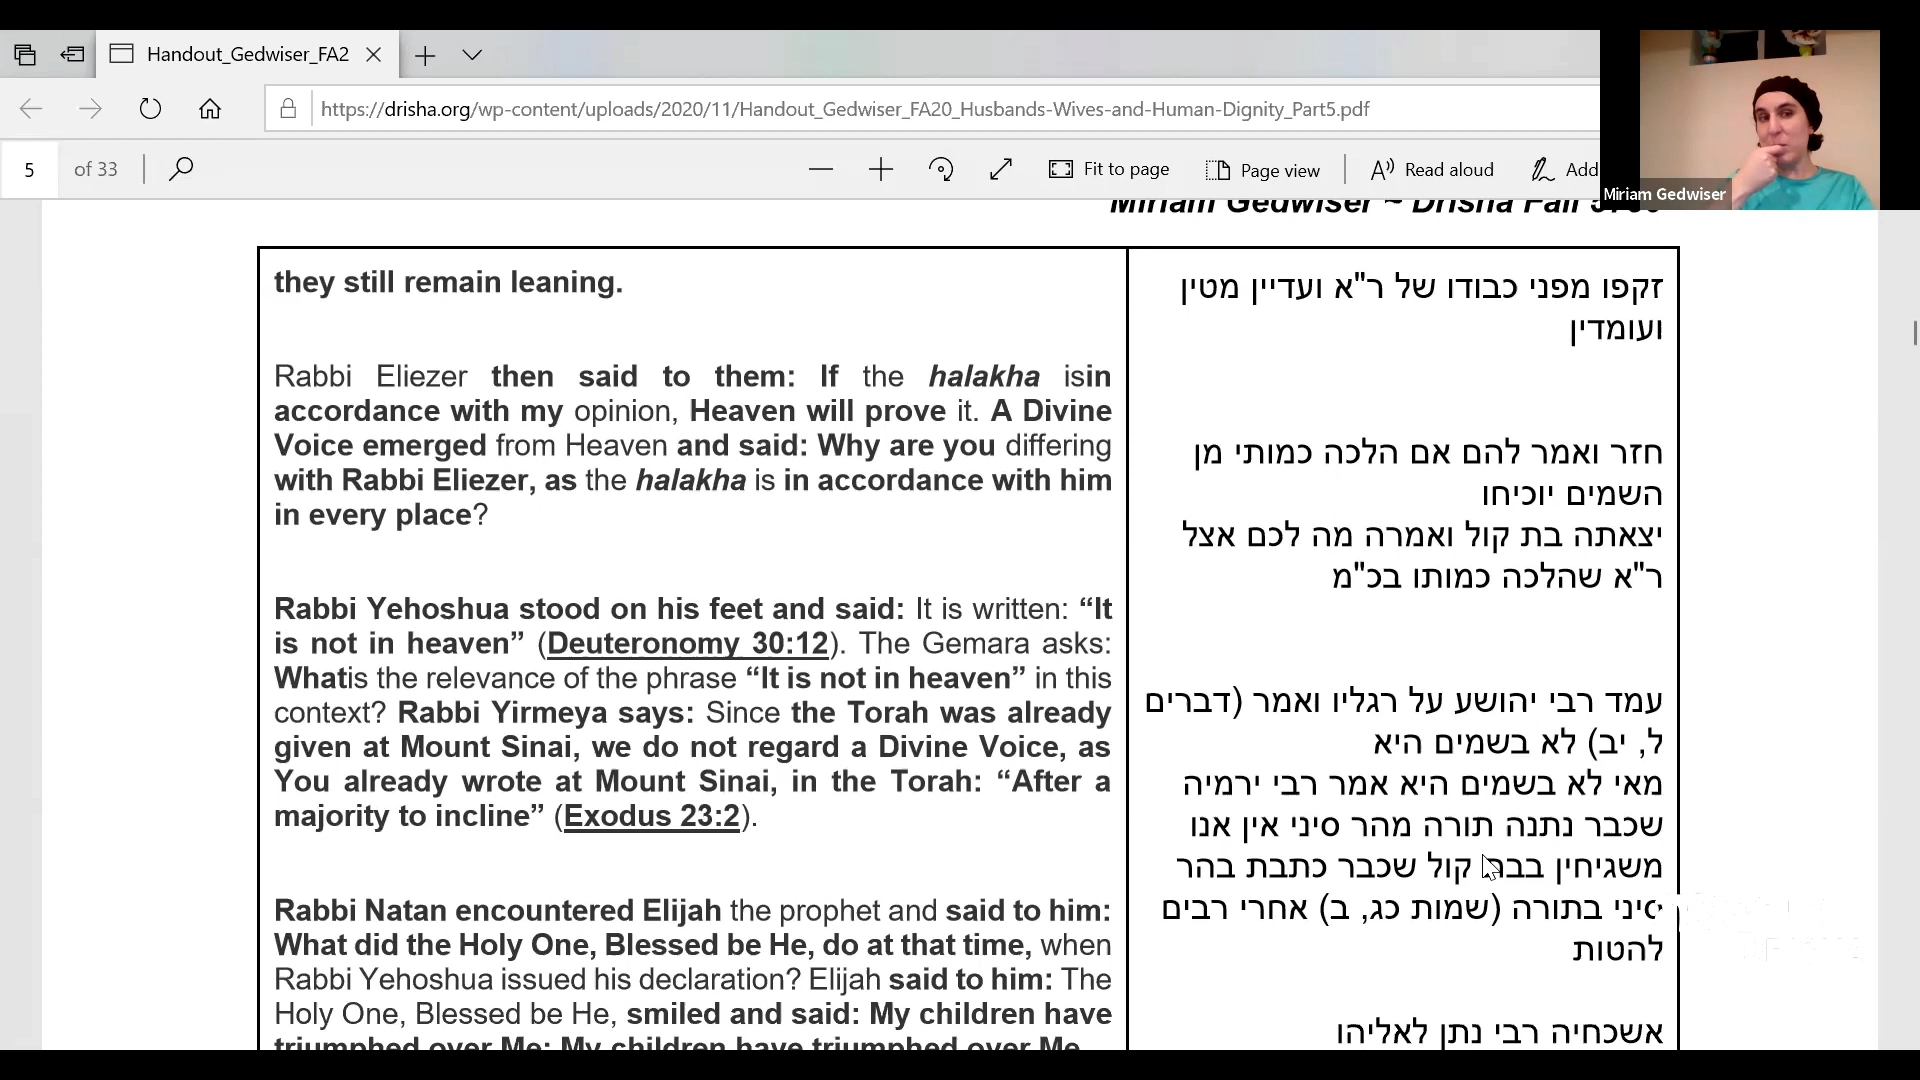 Handout_Gedwiser_FA2
https://drisha.org/wp-content/uploads/2020/11/Handout_Gedwiser_FA20_Husbands-Wives-and-Human-Dignity_Part5.pdf
5 of 33
Fit to page
Page view
Read aloud
Add
Miriam Gedwiser
Miriam Gedwiser ~ Drisha Fall
they still remain leaning.
Rabbi Eliezer then said to them: If the halakha isin
accordance with my opinion, Heaven will prove it. A Divine
Voice emerged from Heaven and said: Why are you differing
with Rabbi Eliezer, as the halakha is in accordance with him
in every place?
Rabbi Yehoshua stood on his feet and said: It is written: “It
is not in heaven” (Deuteronomy 30:12). The Gemara asks:
Whatis the relevance of the phrase “It is not in heaven” in this
context? Rabbi Yirmeya says: Since the Torah was already
given at Mount Sinai, we do not regard a Divine Voice, as
You already wrote at Mount Sinai, in the Torah: “After a
majority to incline” (Exodus 23:2).
Rabbi Natan encountered Elijah the prophet and said to him:
What did the Holy One, Blessed be He, do at that time, when
Rabbi Yehoshua issued his declaration? Elijah said to him: The
Holy One, Blessed be He, smiled and said: My children have
triumphed over Me; My children have triumphed over Me.
זקפו מפני כבודו של ר"א ועדיין מטין
ועומדין
חזר ואמר להם אם הלכה כמותי מן
השמים יוכיחו
יצאתה בת קול ואמרה מה לכם אצל
ר"א שהלכה כמותו בכ"מ
עמד רבי יהושע על רגליו ואמר (דברים
ל, יב) לא בשמים היא
מאי לא בשמים היא אמר רבי ירמיה
שכבר נתנה תורה מהר סיני אין אנו
משגיחין בבת קול שכבר כתבת בהר
סיני בתורה (שמות כג, ב) אחרי רבים
להטות
אשכחיה רבי נתן לאליהו